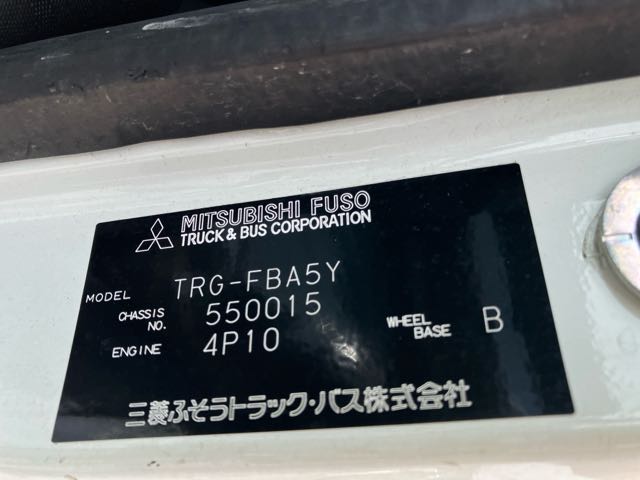 MITSUBISHI FUSO
TRUCK & BUS CORPORATION
MODEL TRG-FBA5Y
CHASSIS NO. 550015
ENGINE 4P10 WHEEL BASE B
三菱ふそうトラック・バス株式会社